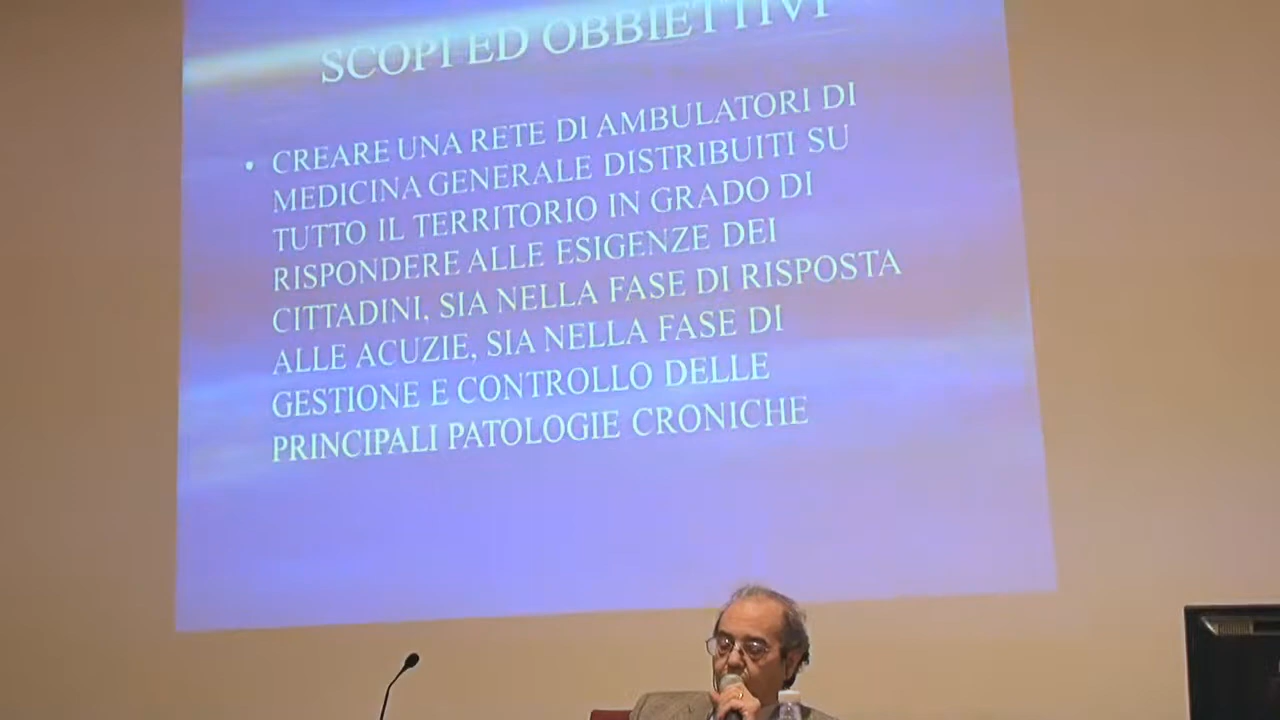 SCOPI ED OBBIETTIVI
• CREARE UNA RETE DI AMBULATORI DI
MEDICINA GENERALE DISTRIBUITI SU
TUTTO IL TERRITORIO IN GRADO DI
RISPONDERE ALLE ESIGENZE DEI
CITTADINI, SIA NELLA FASE DI RISPOSTA
ALLE ACUZIE, SIA NELLA FASE DI
GESTIONE E CONTROLLO DELLE
PRINCIPALI PATOLOGIE CRONICHE